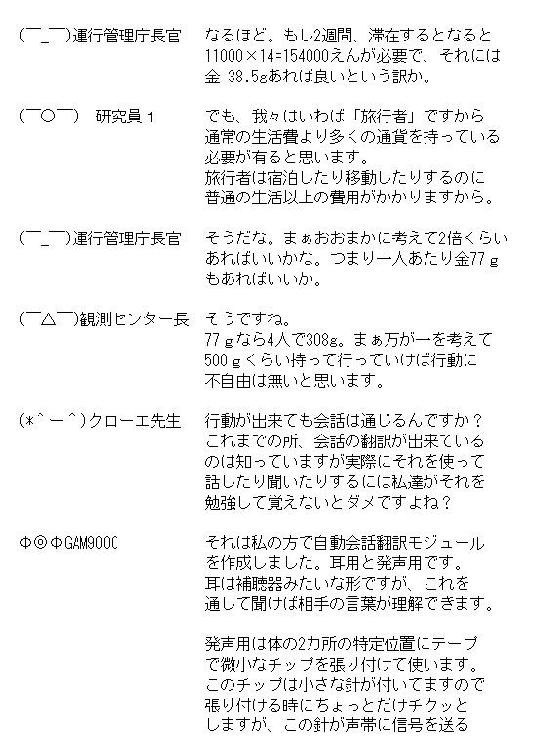 (￣_￣)運行管理庁長官　なるほど。もし2週間、滞在するとなると
11000×14=154000えんが必要で、それには
金 38.5gあれば良いという訳か。
(￣○￣)　研究員１　でも、我々はいわば「旅行者」ですから
通常の生活費より多くの通貨を持っている
必要が有ると思います。
旅行者は宿泊したり移動したりするのに
普通の生活以上の費用がかかりますから。
(￣_￣)運行管理庁長官　そうだな。まぁおおまかに考えて2倍くらい
あればいいかな。つまり一人あたり金77ｇ
もあればいいか。
(￣△￣)観測センター長　そうですね。
77ｇなら4人で308g。まぁ万が一を考えて
500ｇくらい持って行っていけば行動に
不自由は無いと思います。
(*＾ー＾)クローエ先生　行動が出来ても会話は通じるんですか？
これまでの所、会話の翻訳が出来ている
のは知っていますが実際にそれを使って
話したり聞いたりするには私達がそれを
勉強して覚えないとダメですよね？
Φ◎ΦGAM9000　それは私の方で自動会話翻訳モジュール
を作成しました。耳用と発声用です。
耳は補聴器みたいな形ですが、これを
通して聞けば相手の言葉が理解できます。
発声用は体の2カ所の特定位置にテープ
で微小なチップを張り付けて使います。
このチップは小さな針が付いてますので
張り付ける時にちょっとだけチクッと
しますが、この針が声帯に信号を送る